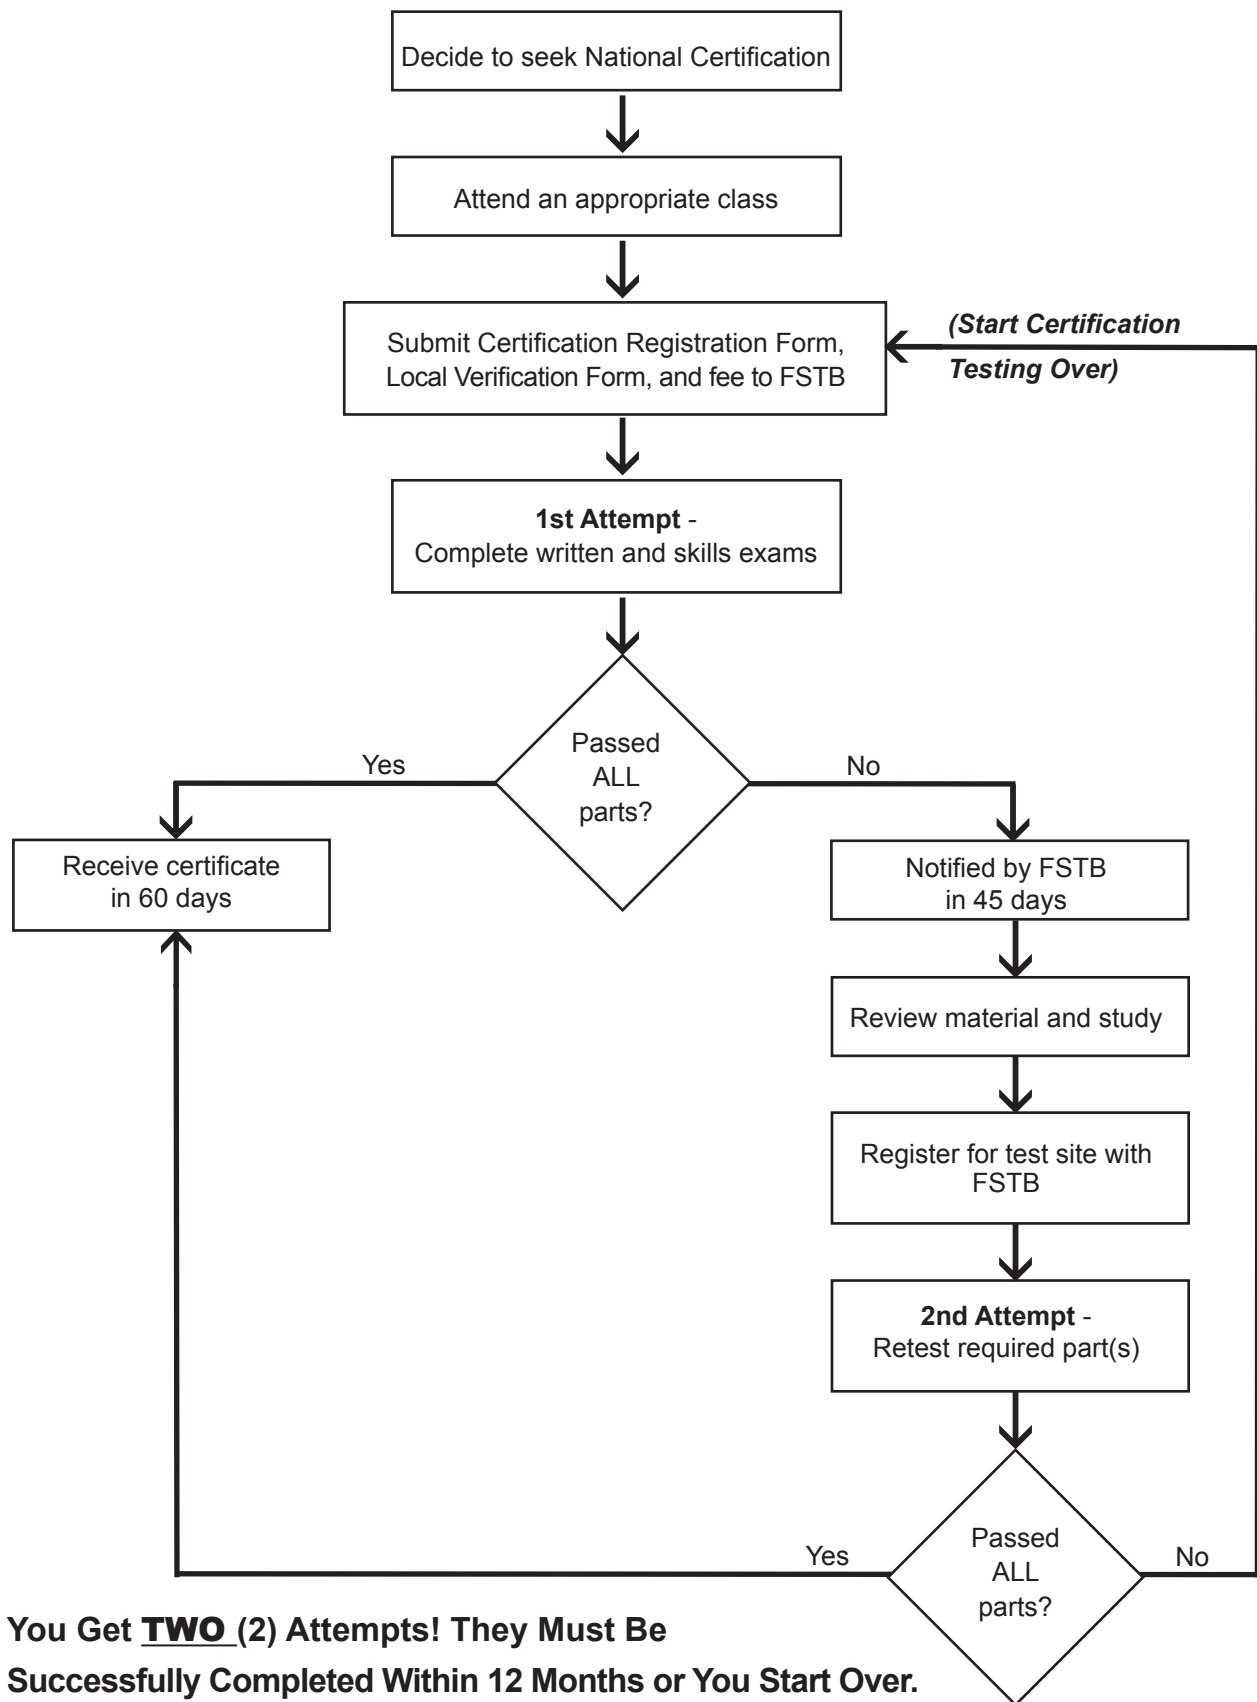 Decide to seek National Certification
Attend an appropriate class
Submit Certification Registration Form,
Local Verification Form, and fee to FSTB
(Start Certification
Testing Over)
1st Attempt -
Complete written and skills exams
Passed
ALL
parts?
Yes
No
Receive certificate
in 60 days
Notified by FSTB
in 45 days
Review material and study
Register for test site with
FSTB
2nd Attempt -
Retest required part(s)
Passed
ALL
parts?
Yes
No
You Get TWO (2) Attempts! They Must Be
Successfully Completed Within 12 Months or You Start Over.